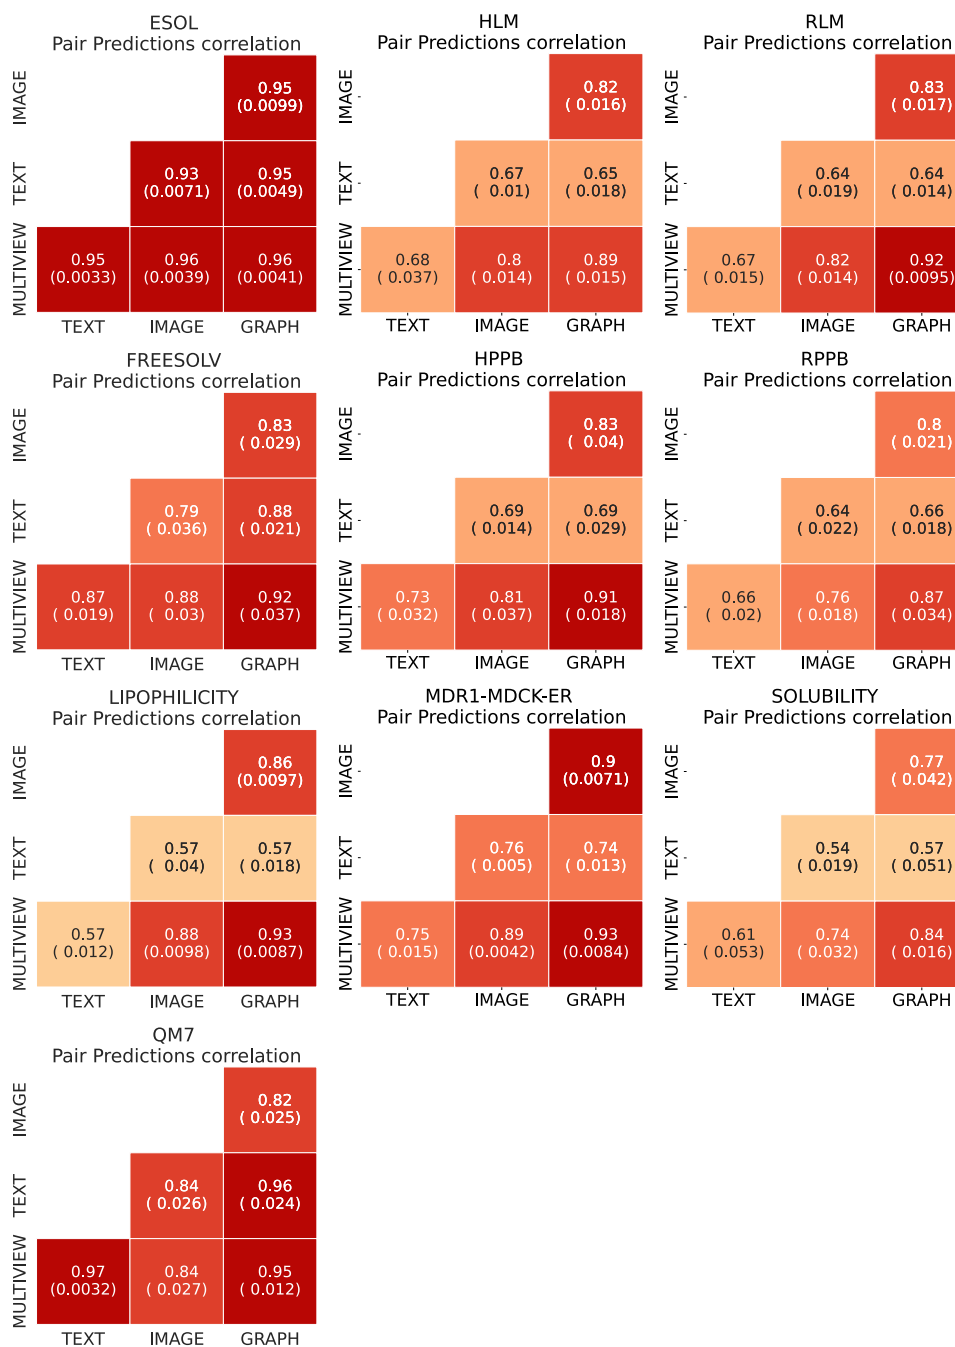 ESOL
Pair Predictions correlation
IMAGE
0.95
(0.0099)
TEXT
0.93
(0.0071)
0.95
(0.0049)
MULTIVIEW
0.95
(0.0033)
0.96
(0.0039)
0.96
(0.0041)
TEXT IMAGE GRAPH
HLM
Pair Predictions correlation
IMAGE
0.82
( 0.016)
TEXT
0.67
( 0.01)
0.65
( 0.018)
MULTIVIEW
0.68
( 0.037)
0.8
( 0.014)
0.89
( 0.015)
TEXT IMAGE GRAPH
RLM
Pair Predictions correlation
IMAGE
0.83
( 0.017)
TEXT
0.64
( 0.019)
0.64
( 0.014)
MULTIVIEW
0.67
( 0.015)
0.82
( 0.014)
0.92
(0.0095)
TEXT IMAGE GRAPH
FREESOLV
Pair Predictions correlation
IMAGE
0.83
( 0.029)
TEXT
0.79
( 0.036)
0.88
( 0.021)
MULTIVIEW
0.87
( 0.019)
0.88
( 0.03)
0.92
( 0.037)
TEXT IMAGE GRAPH
HPPB
Pair Predictions correlation
IMAGE
0.83
( 0.04)
TEXT
0.69
( 0.014)
0.69
( 0.029)
MULTIVIEW
0.73
( 0.032)
0.81
( 0.037)
0.91
( 0.018)
TEXT IMAGE GRAPH
RPPB
Pair Predictions correlation
IMAGE
0.8
( 0.021)
TEXT
0.64
( 0.022)
0.66
( 0.018)
MULTIVIEW
0.66
( 0.02)
0.76
( 0.018)
0.87
( 0.034)
TEXT IMAGE GRAPH
LIPOPHILICITY
Pair Predictions correlation
IMAGE
0.86
(0.0097)
TEXT
0.57
( 0.04)
0.57
( 0.018)
MULTIVIEW
0.57
( 0.012)
0.88
(0.0098)
0.93
(0.0087)
TEXT IMAGE GRAPH
MDR1-MDCK-ER
Pair Predictions correlation
IMAGE
0.9
(0.0071)
TEXT
0.76
( 0.005)
0.74
( 0.013)
MULTIVIEW
0.75
( 0.015)
0.89
(0.0042)
0.93
(0.0084)
TEXT IMAGE GRAPH
SOLUBILITY
Pair Predictions correlation
IMAGE
0.77
( 0.042)
TEXT
0.54
( 0.019)
0.57
( 0.051)
MULTIVIEW
0.61
( 0.053)
0.74
( 0.032)
0.84
( 0.016)
TEXT IMAGE GRAPH
QM7
Pair Predictions correlation
IMAGE
0.82
( 0.025)
TEXT
0.84
( 0.026)
0.96
( 0.024)
MULTIVIEW
0.97
(0.0032)
0.84
( 0.027)
0.95
( 0.012)
TEXT IMAGE GRAPH